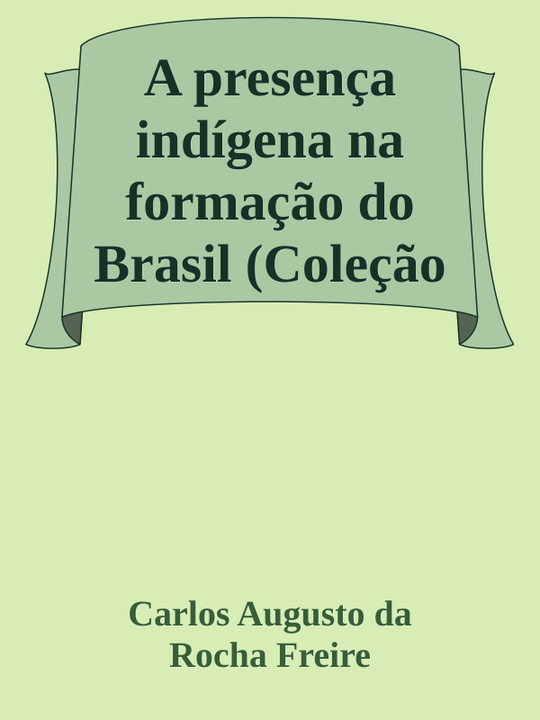 A presença
indígena na
formação do
Brasil (Coleção
Carlos Augusto da
Rocha Freire